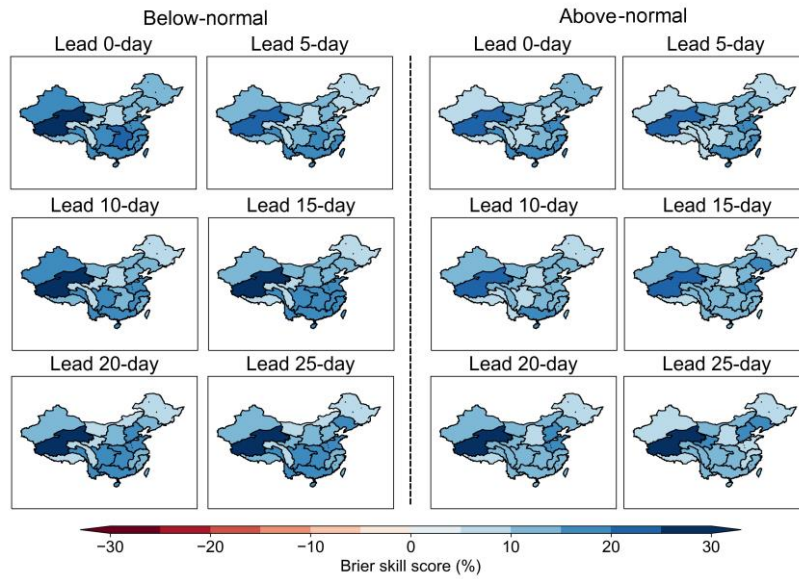 Below-normal
Above-normal
Lead 0-day
Lead 5-day
Lead 0-day
Lead 5-day
Lead 10-day
Lead 15-day
Lead 10-day
Lead 15-day
Lead 20-day
Lead 25-day
Lead 20-day
Lead 25-day
−30
−20
−10
0
10
20
30
Brier skill score (%)